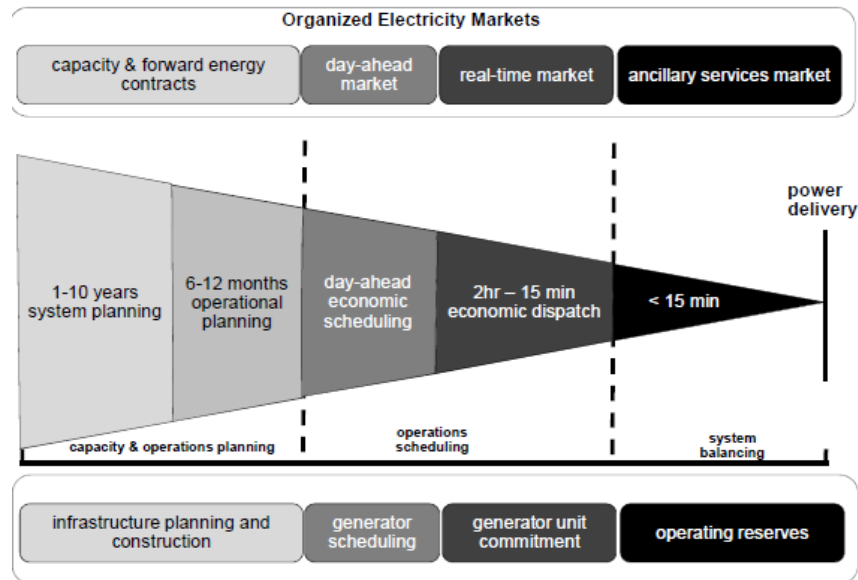 Organized Electricity Markets
capacity & forward energy
contracts
day-ahead
market
real-time market
ancillary services market
power
delivery
1-10 years
system planning
6-12 months
operational
planning
day-ahead
economic
scheduling
2hr – 15 min
economic dispatch
< 15 min
capacity & operations planning
operations
scheduling
system
balancing
infrastructure planning and
construction
generator
scheduling
generator unit
commitment
operating reserves